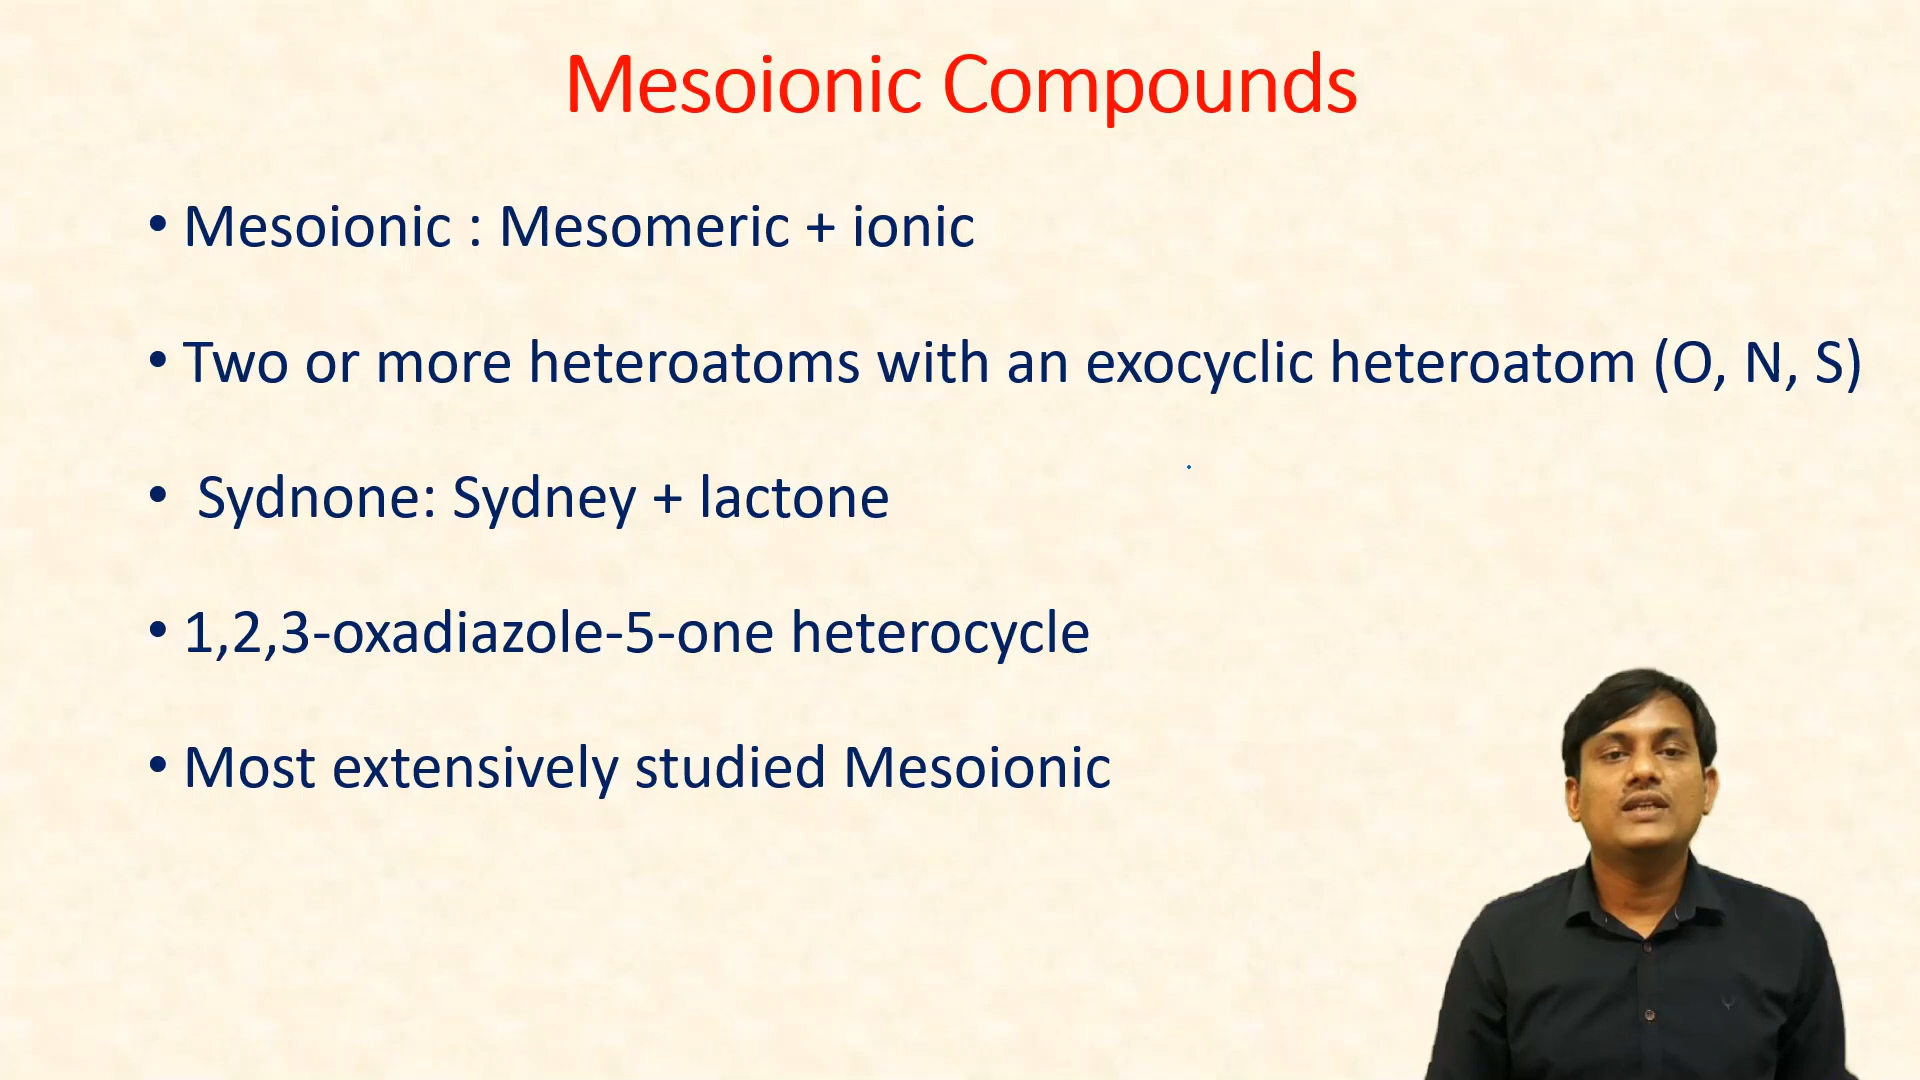 Mesoionic Compounds
• Mesoionic : Mesomeric + ionic
• Two or more heteroatoms with an exocyclic heteroatom (O, N, S)
• Sydnone: Sydney + lactone
• 1,2,3-oxadiazole-5-one heterocycle
• Most extensively studied Mesoionic